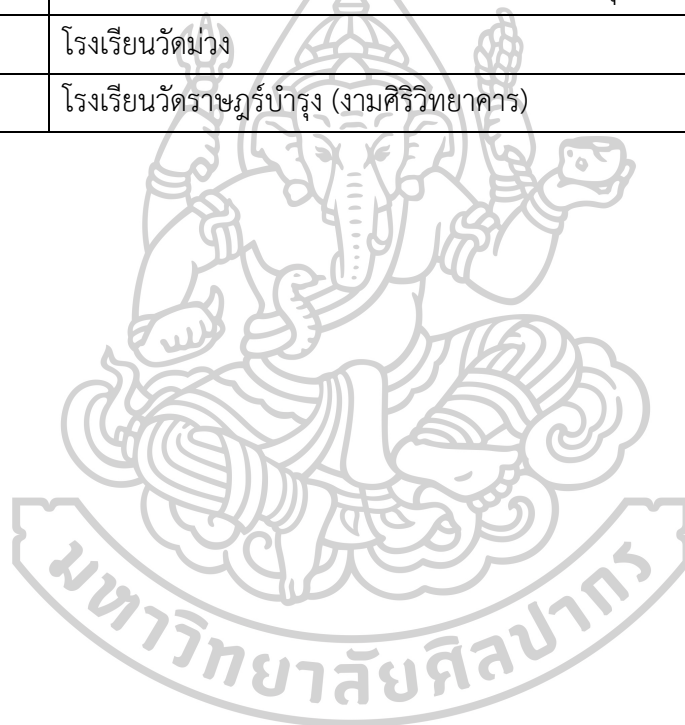 โรงเรียนวัดม่วง
โรงเรียนวัดราษฎร์บำรุง (งามศิริวิทยาคาร)
มหาวิทยาลัยศิลปากร